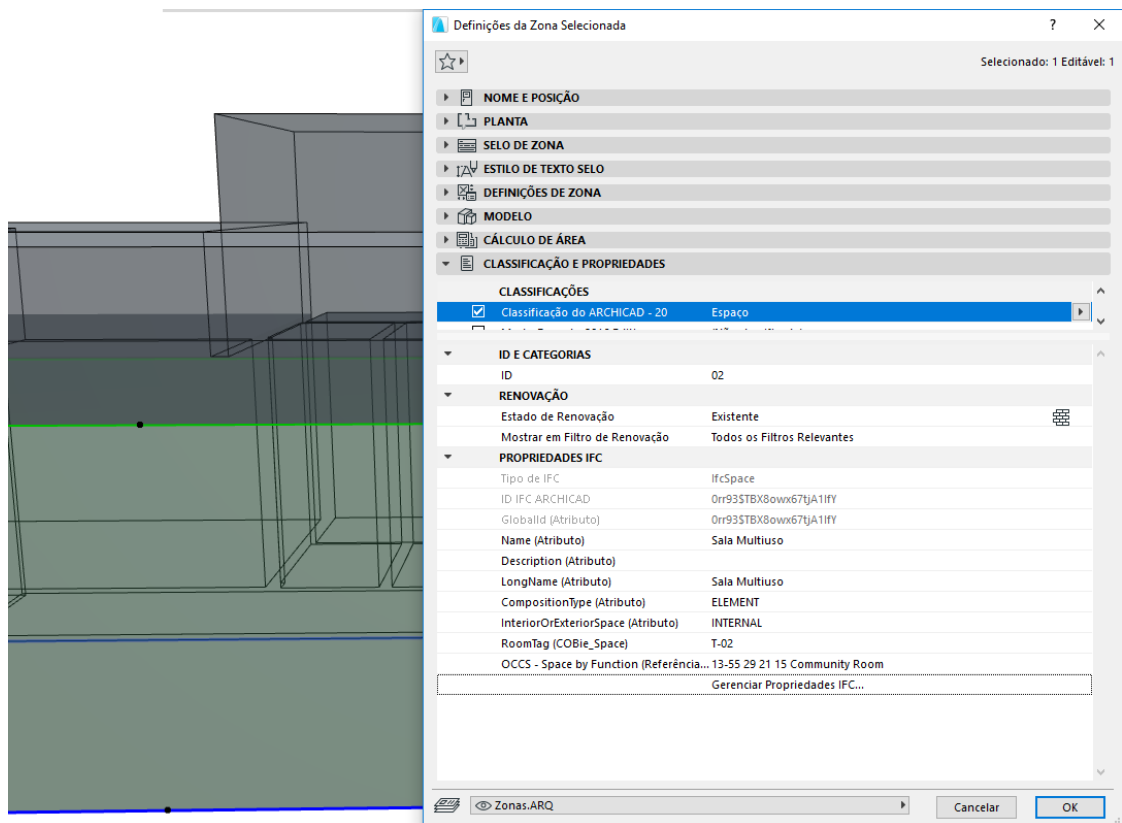 Definições da Zona Selecionada ? ×
Selecionado: 1 Editável: 1
NOME E POSIÇÃO
PLANTA
SELO DE ZONA
ESTILO DE TEXTO SELO
DEFINIÇÕES DE ZONA
MODELO
CÁLCULO DE ÁREA
CLASSIFICAÇÃO E PROPRIEDADES
CLASSIFICAÇÕES
Classificação do ARCHICAD - 20 Espaço
ID E CATEGORIAS
ID 02
RENOVAÇÃO
Estado de Renovação Existente
Mostrar em Filtro de Renovação Todos os Filtros Relevantes
PROPRIEDADES IFC
Tipo de IFC IfcSpace
ID IFC ARCHICAD 0rr93STBX8owx67tjA1IfY
GlobalId (Atributo) 0rr93STBX8owx67tjA1IfY
Name (Atributo) Sala Multiuso
Description (Atributo)
LongName (Atributo) Sala Multiuso
CompositionType (Atributo) ELEMENT
InteriorOrExteriorSpace (Atributo) INTERNAL
RoomTag (COBie_Space) T-02
OCCS - Space by Function (Referência... 13-55 29 21 15 Community Room
Gerenciar Propriedades IFC...
Zonas.ARQ
Cancelar
OK